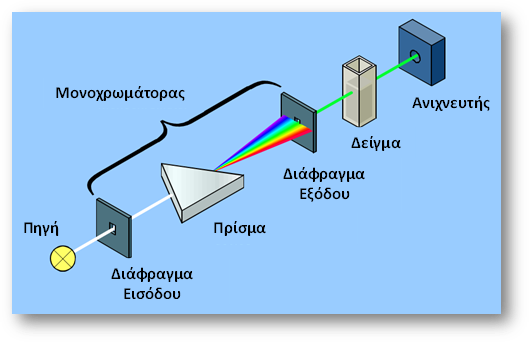 Μονοχρωμάτορας
Ανιχνευτής
Δείγμα
Διάφραγμα
Εξόδου
Πηγή
Πρίσμα
Διάφραγμα
Εισόδου